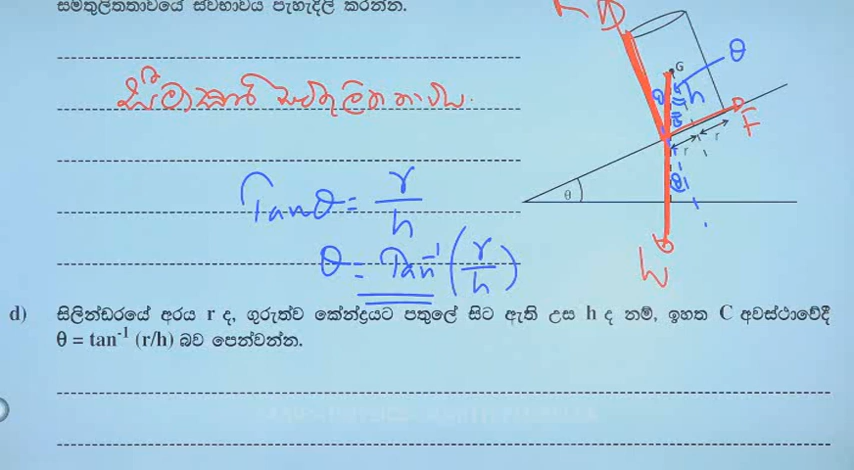 සමතුලිතතාවයේ ස්වභාවය පැහැදිලි කරන්න.
සීමාකාරී සමතුලිතතාවය.
Tanθ = r/h
θ = Tan⁻¹ (r/h)
R
G
θ
h
F
r
r
θ
θ
W
d) සිලින්ඩරයේ අරය r ද, ගුරුත්ව කේන්ද්‍රයට පතුලේ සිට ඇති උස h ද නම්, ඉහත C අවස්ථාවේදී
θ = tan⁻¹ (r/h) බව පෙන්වන්න.